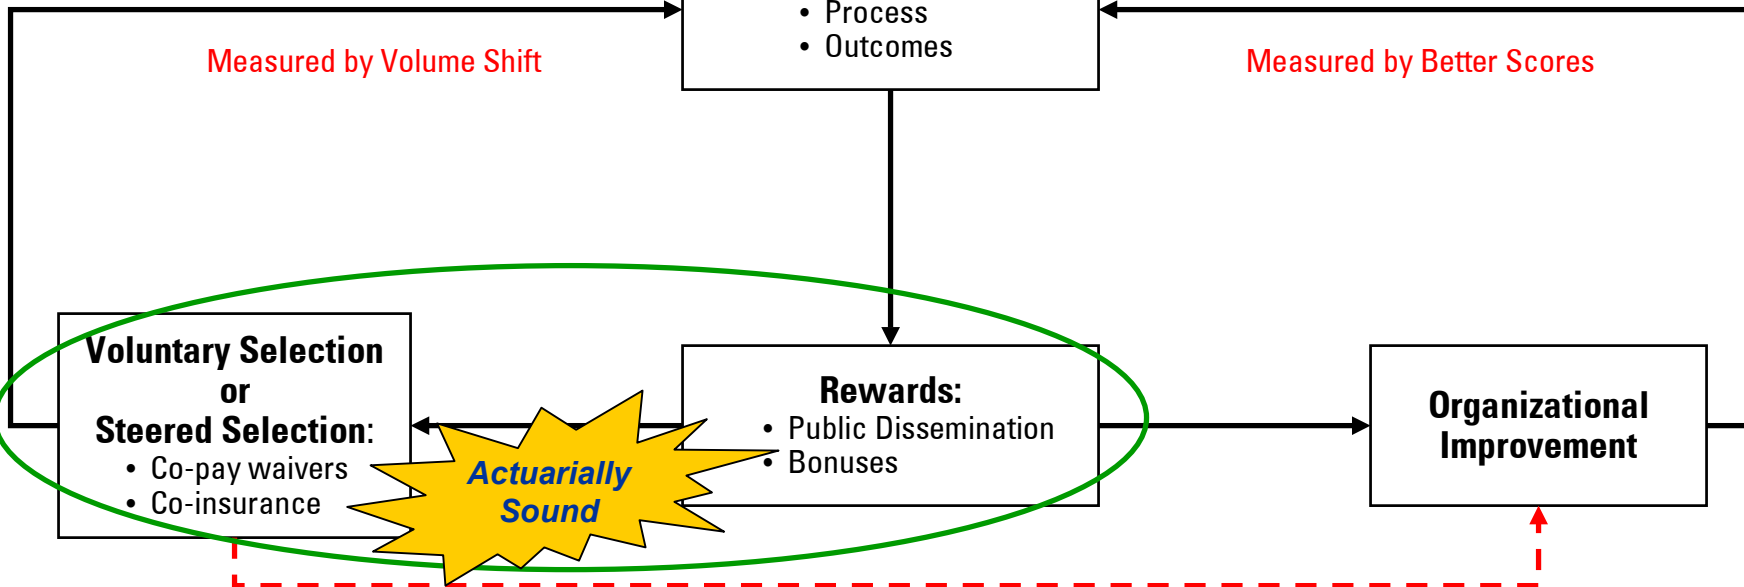 • Process
• Outcomes
Measured by Volume Shift
Measured by Better Scores
Voluntary Selection
or
Steered Selection:
• Co-pay waivers
• Co-insurance
Actuarially
Sound
Rewards:
• Public Dissemination
• Bonuses
Organizational
Improvement